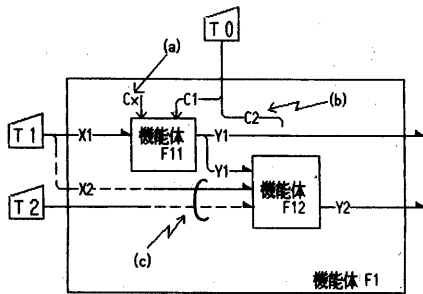 T0
(a)
Cx C1 C2 (b)
T1 X1 機能体 F11 Y1
Y1
X2 機能体 F12
T2 Y2
(c)
機能体 F1